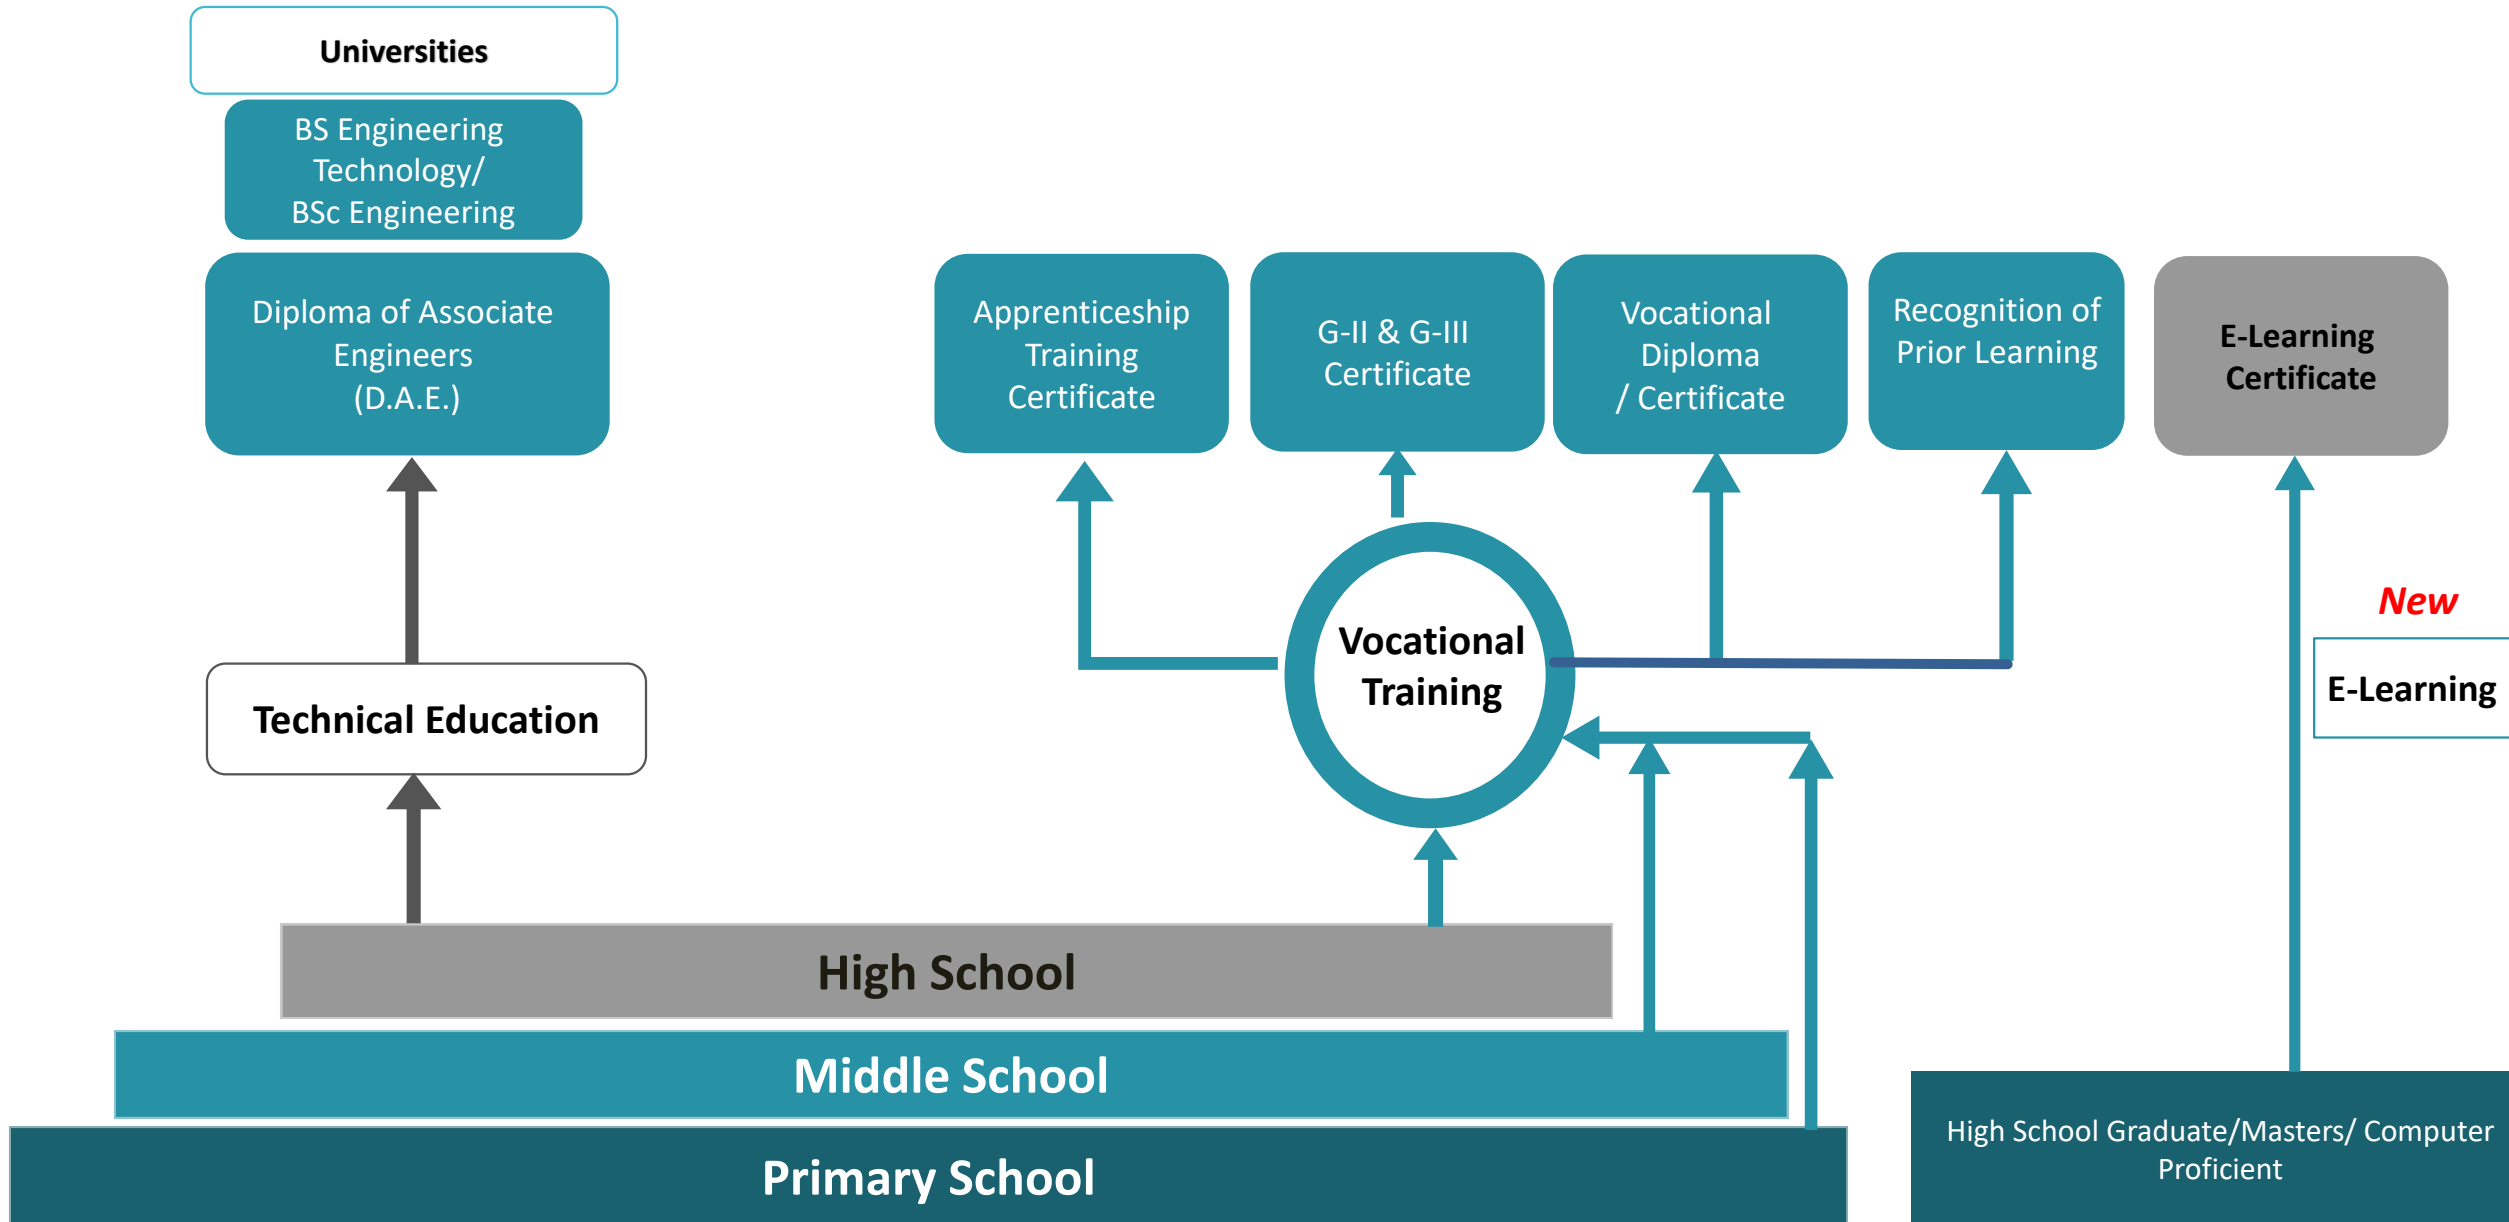 Universities
BS Engineering
Technology/
BSc Engineering
Diploma of Associate
Engineers
(D.A.E.)
Apprenticeship
Training
Certificate
G-II & G-III
Certificate
Vocational
Diploma
/ Certificate
Recognition of
Prior Learning
E-Learning
Certificate
New
E-Learning
Vocational
Training
Technical Education
High School
Middle School
Primary School
High School Graduate/Masters/ Computer
Proficient